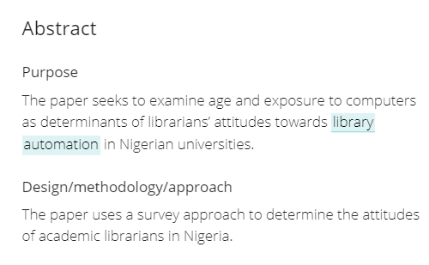 Abstract
Purpose
The paper seeks to examine age and exposure to computers
as determinants of librarians' attitudes towards library
automation in Nigerian universities.
Design/methodology/approach
The paper uses a survey approach to determine the attitudes
of academic librarians in Nigeria.